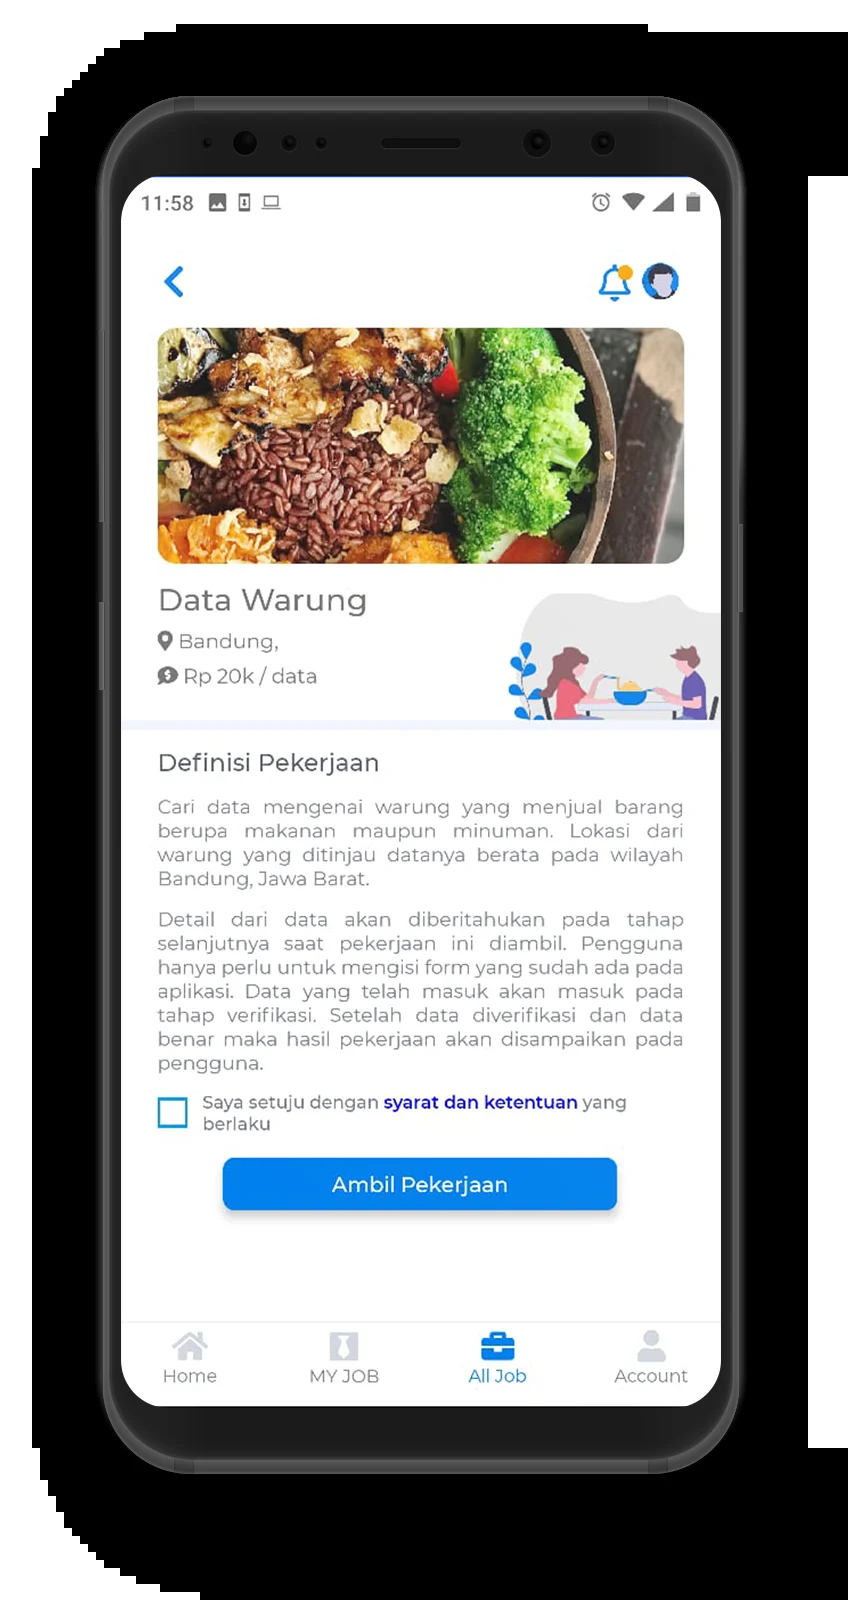 11:58
Data Warung
Bandung,
Rp 20k / data
Definisi Pekerjaan
Cari data mengenai warung yang menjual barang
berupa makanan maupun minuman. Lokasi dari
warung yang ditinjau datanya berata pada wilayah
Bandung, Jawa Barat.
Detail dari data akan diberitahukan pada tahap
selanjutnya saat pekerjaan ini diambil. Pengguna
hanya perlu untuk mengisi form yang sudah ada pada
aplikasi. Data yang telah masuk akan masuk pada
tahap verifikasi. Setelah data diverifikasi dan data
benar maka hasil pekerjaan akan disampaikan pada
pengguna.
Saya setuju dengan syarat dan ketentuan yang
berlaku
Ambil Pekerjaan
Home
MY JOB
All Job
Account